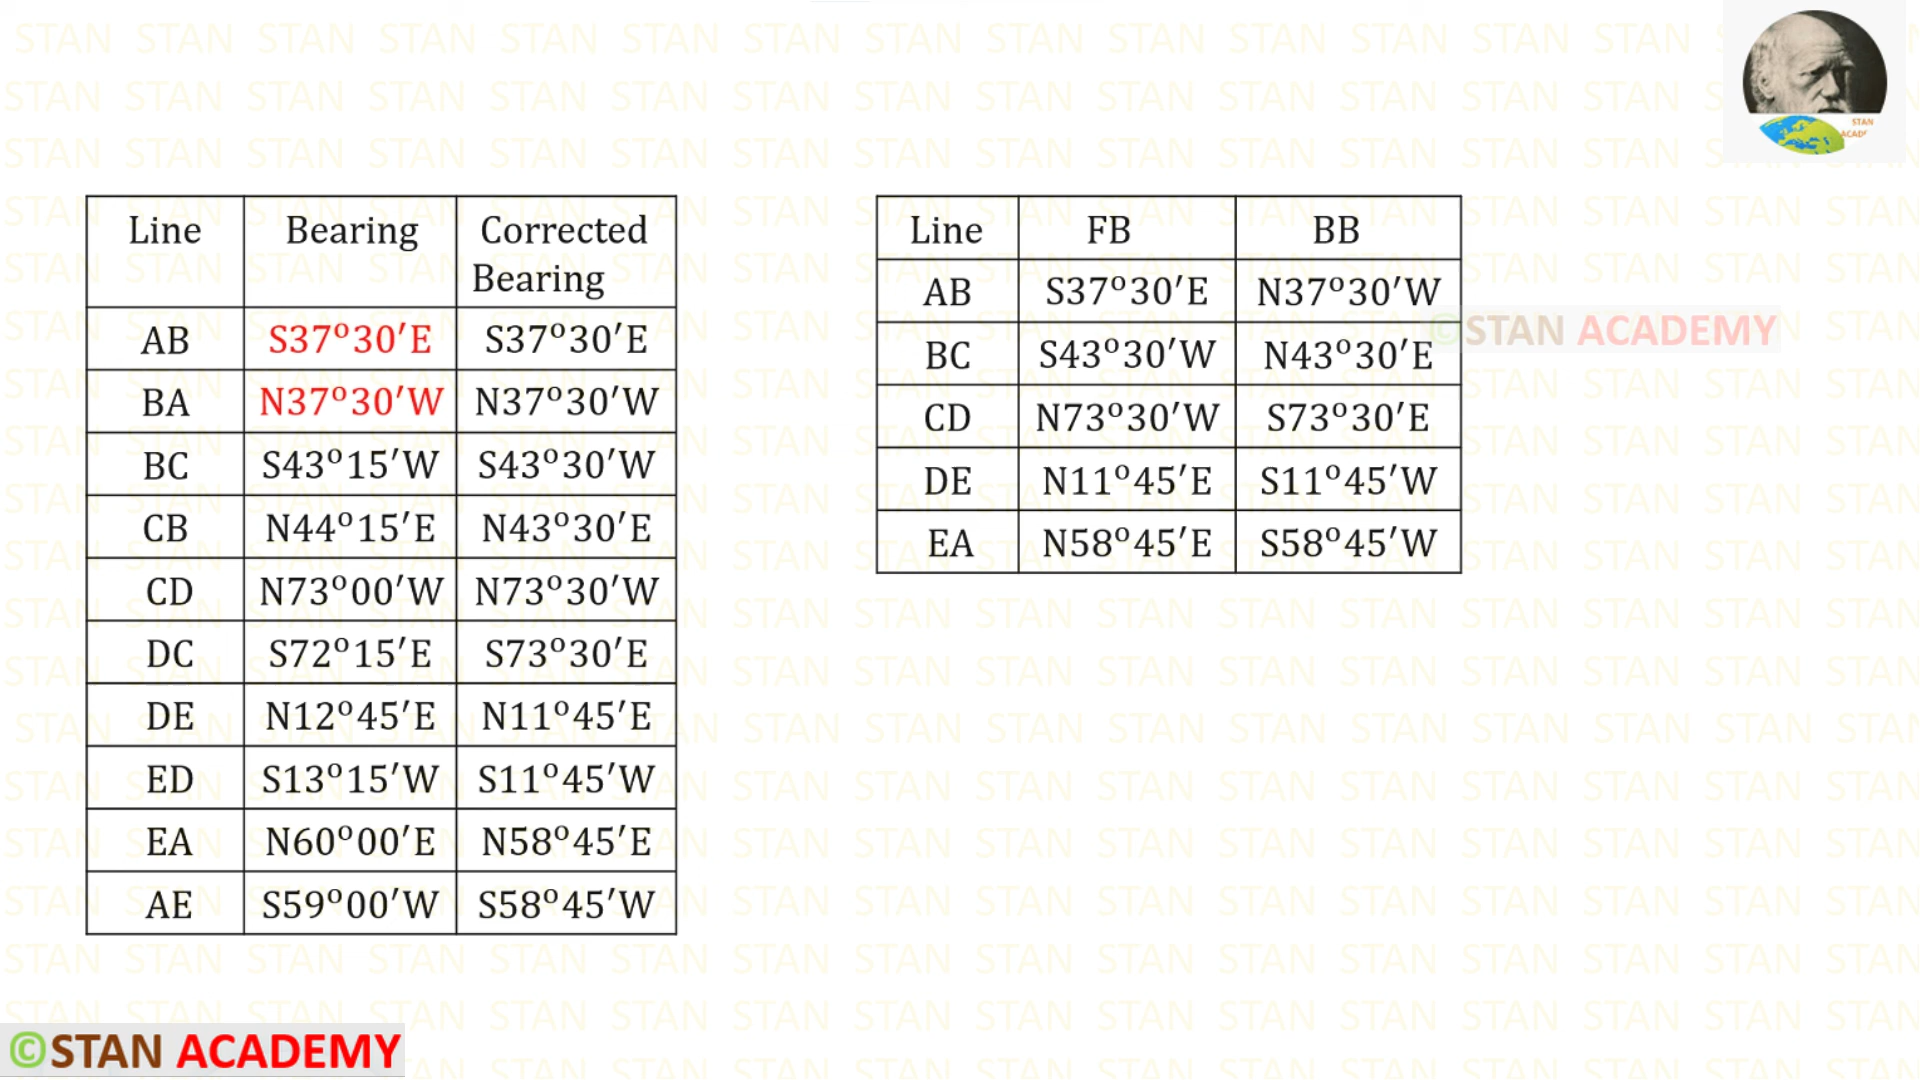 STAN ACAD
Line Bearing Corrected Bearing
AB S37°30′E S37°30′E
BA N37°30′W N37°30′W
BC S43°15′W S43°30′W
CB N44°15′E N43°30′E
CD N73°00′W N73°30′W
DC S72°15′E S73°30′E
DE N12°45′E N11°45′E
ED S13°15′W S11°45′W
EA N60°00′E N58°45′E
AE S59°00′W S58°45′W
Line FB BB
AB S37°30′E N37°30′W
BC S43°30′W N43°30′E
CD N73°30′W S73°30′E
DE N11°45′E S11°45′W
EA N58°45′E S58°45′W
©STAN ACADEMY
©STAN ACADEMY